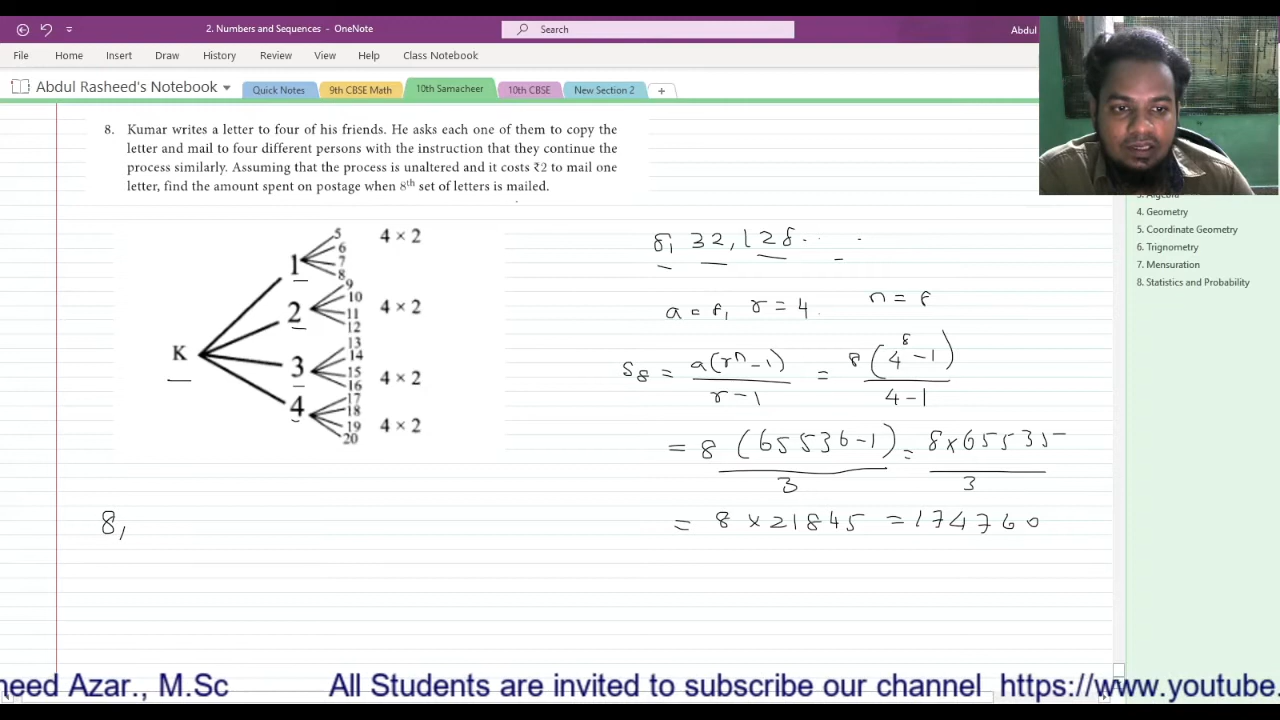 2. Numbers and Sequences - OneNote
Search
Abdul
File Home Insert Draw History Review View Help Class Notebook
Abdul Rasheed's Notebook
Quick Notes 9th CBSE Math 10th Samacheer 10th CBSE New Section 2 +
8. Kumar writes a letter to four of his friends. He asks each one of them to copy the
letter and mail to four different persons with the instruction that they continue the
process similarly. Assuming that the process is unaltered and it costs ₹2 to mail one
letter, find the amount spent on postage when 8th set of letters is mailed.
K
1
2
3
4
5
6
7
8
9
10
11
12
13
14
15
16
17
18
19
20
4 × 2
4 × 2
4 × 2
4 × 2
8,
8, 32, 128 . . .
a = 8, r = 4 n = 8
S8 = a(r^n - 1) / r - 1 = 8(4^8 - 1) / 4 - 1
= 8 (65536 - 1) / 3 = 8 × 65535 / 3
= 8 × 21845 = 174760
4. Geometry
5. Coordinate Geometry
6. Trignometry
7. Mensuration
8. Statistics and Probability
heed Azar., M.Sc All Students are invited to subscribe our channel https://www.youtube.